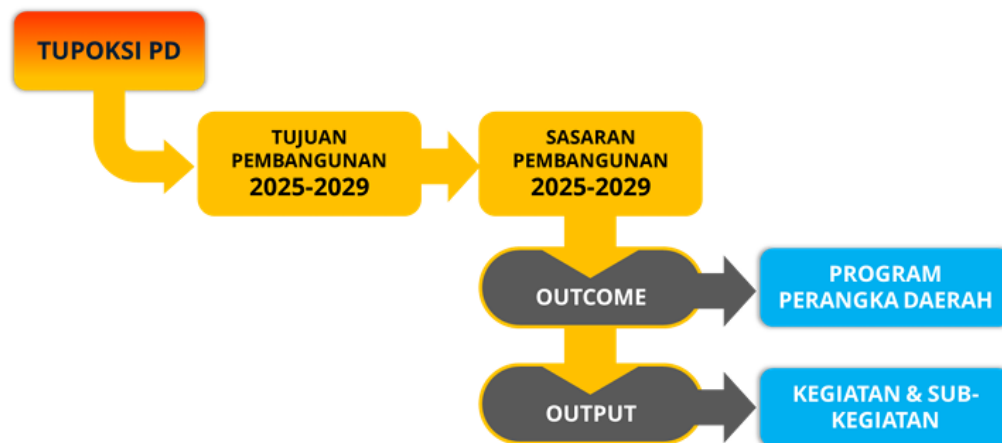 TUPOKSI PD
TUJUAN
PEMBANGUNAN
2025-2029
SASARAN
PEMBANGUNAN
2025-2029
OUTCOME
PROGRAM
PERANGKA DAERAH
OUTPUT
KEGIATAN & SUB-
KEGIATAN